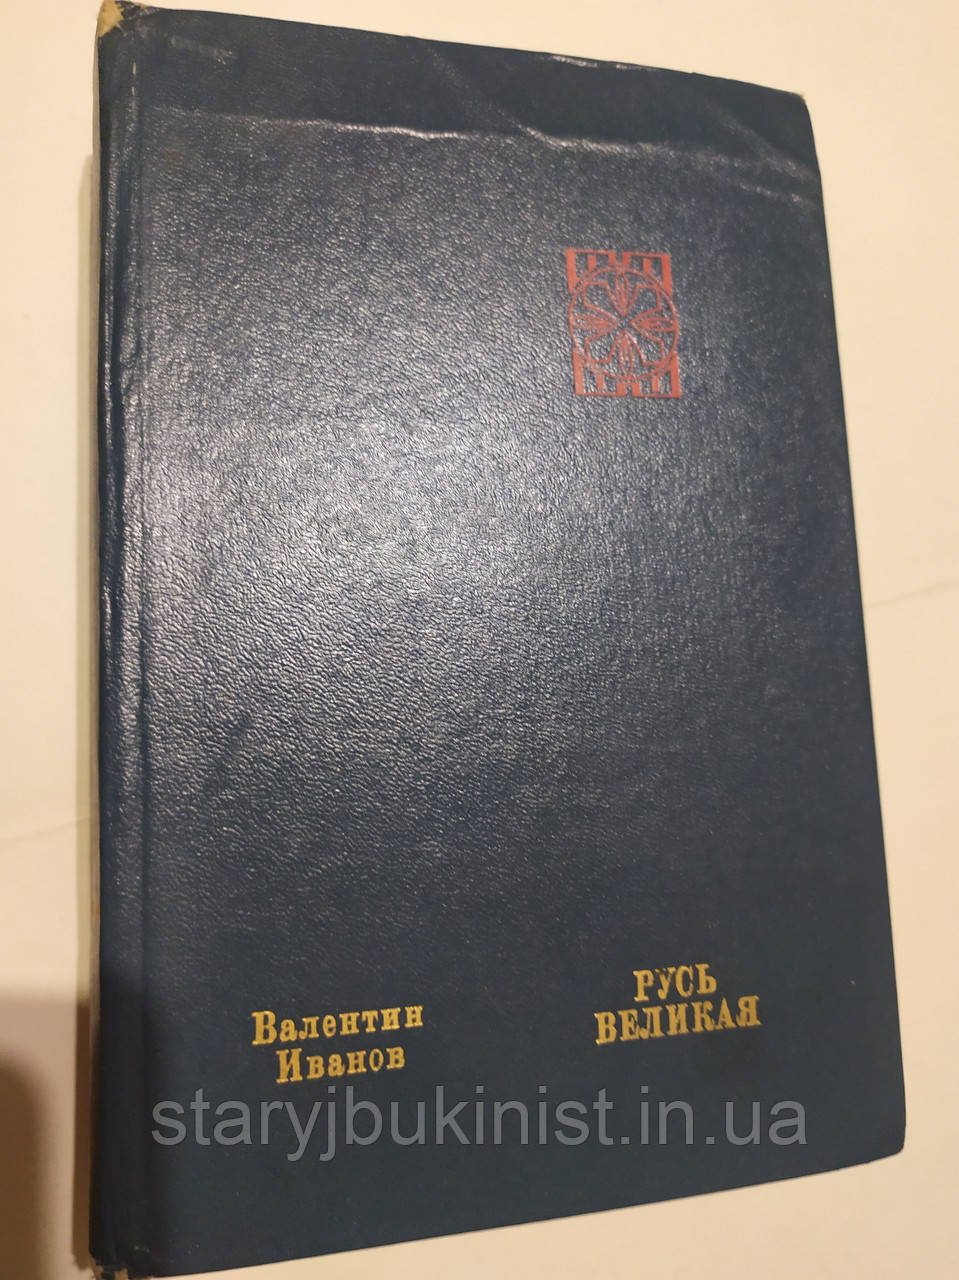 Валентин
Иванов
РУСЬ
ВЕЛИКАЯ
staryjbukinist.in.ua